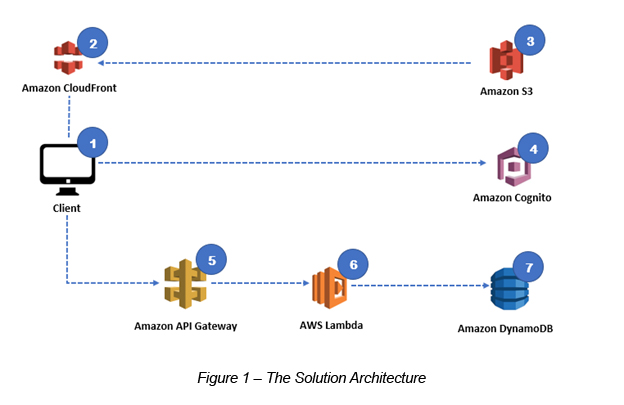 2
3
Amazon CloudFront
Amazon S3
1
4
Client
Amazon Cognito
5
6
7
Amazon API Gateway
AWS Lambda
Amazon DynamoDB
Figure 1 – The Solution Architecture